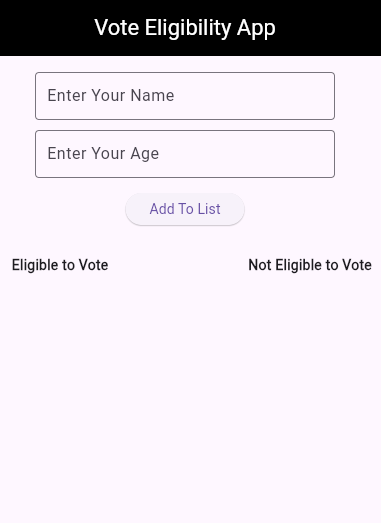 Vote Eligibility App
Enter Your Name
Enter Your Age
Add To List
Eligible to Vote
Not Eligible to Vote